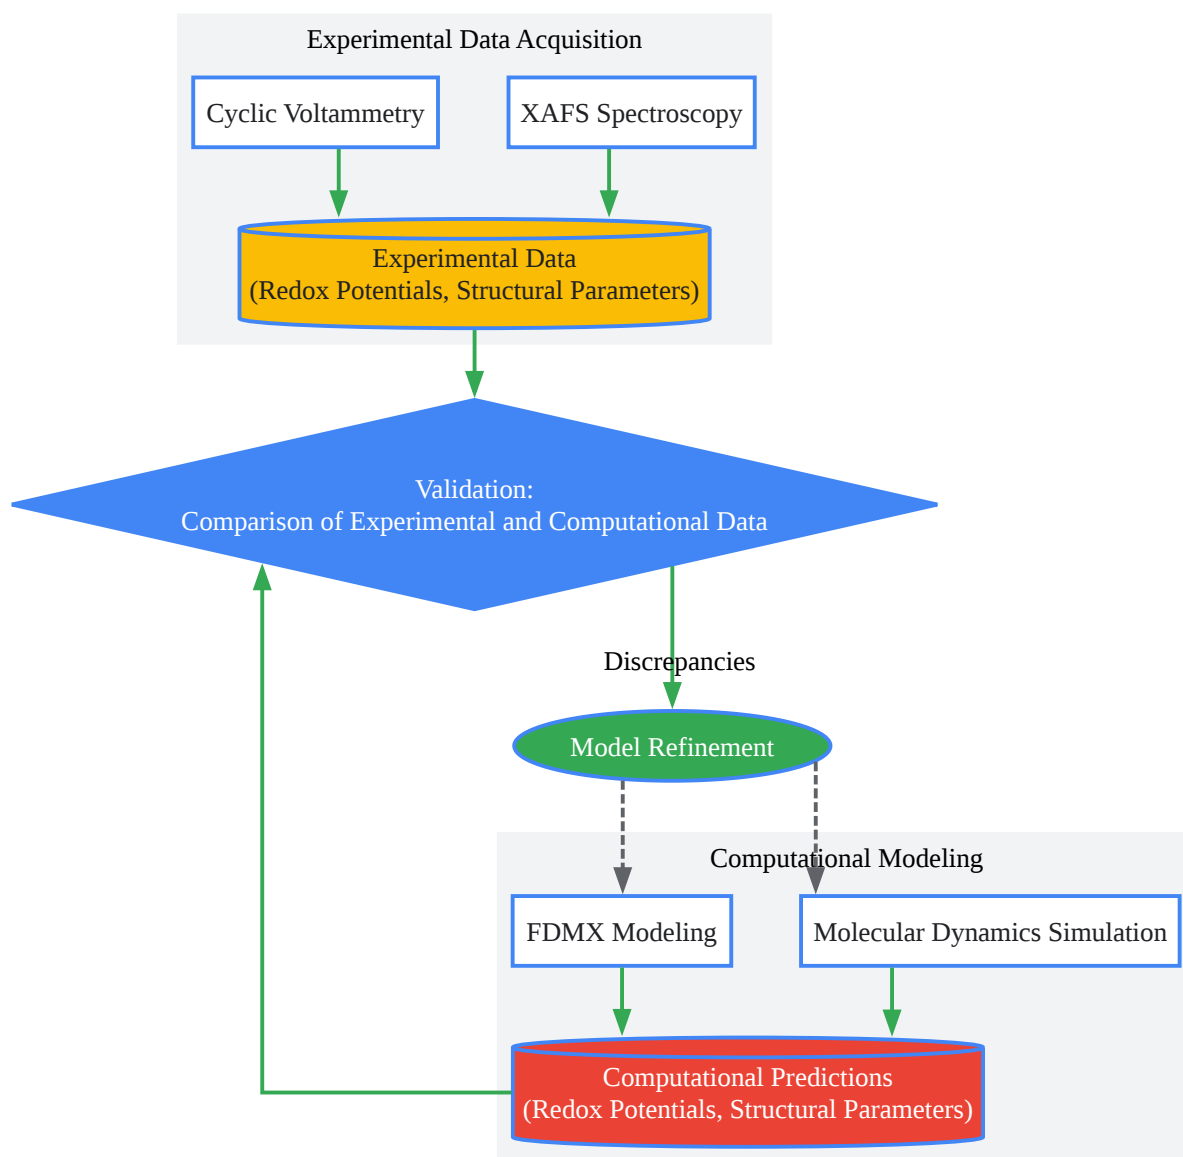 Experimental Data Acquisition
Cyclic Voltammetry
XAFS Spectroscopy
Experimental Data
(Redox Potentials, Structural Parameters)
Validation:
Comparison of Experimental and Computational Data
Discrepancies
Model Refinement
Computational Modeling
FDMX Modeling
Molecular Dynamics Simulation
Computational Predictions
(Redox Potentials, Structural Parameters)